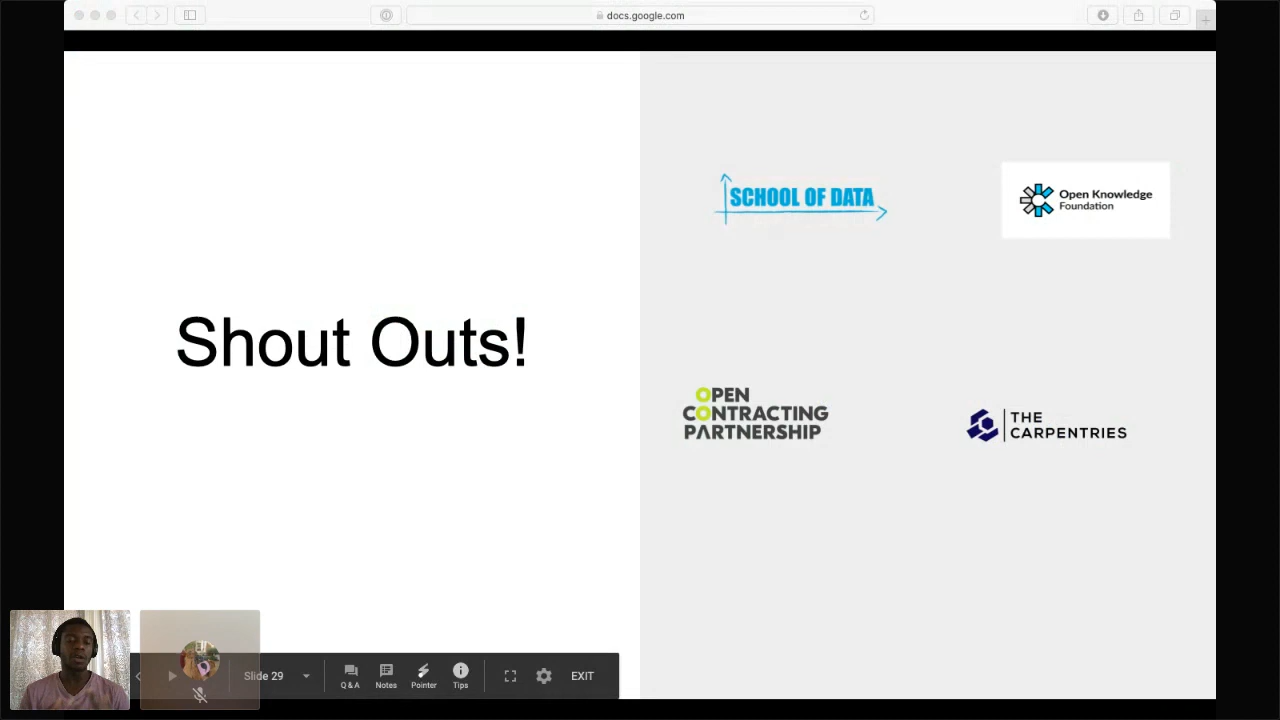 docs.google.com
Shout Outs!
SCHOOL OF DATA
Open Knowledge
Foundation
OPEN
CONTRACTING
PARTNERSHIP
THE
CARPENTRIES
Slide 29
Q & A
Notes
Pointer
Tips
EXIT